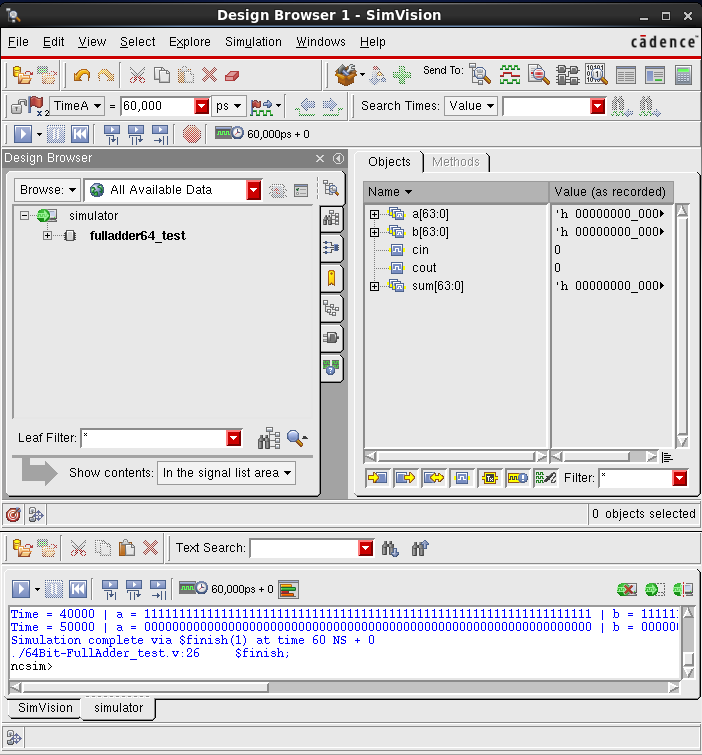 Design Browser 1 - SimVision
File Edit View Select Explore Simulation Windows Help cādence™
Send To:
TimeA = 60,000 ps Search Times: Value
60,000ps + 0
Design Browser
Browse: All Available Data
simulator
fulladder64_test
Leaf Filter: *
Show contents: In the signal list area
Objects Methods
Name Value (as recorded)
a[63:0] 'h 00000000_000
b[63:0] 'h 00000000_000
cin 0
cout 0
sum[63:0] 'h 00000000_000
Filter: *
0 objects selected
Text Search:
60,000ps + 0
Time = 40000 | a = 1111111111111111111111111111111111111111111111111111111111111111 | b = 11111
Time = 50000 | a = 0000000000000000000000000000000000000000000000000000000000000000 | b = 00000
Simulation complete via $finish(1) at time 60 NS + 0
./64Bit-FullAdder_test.v:26 $finish;
ncsim>
SimVision simulator